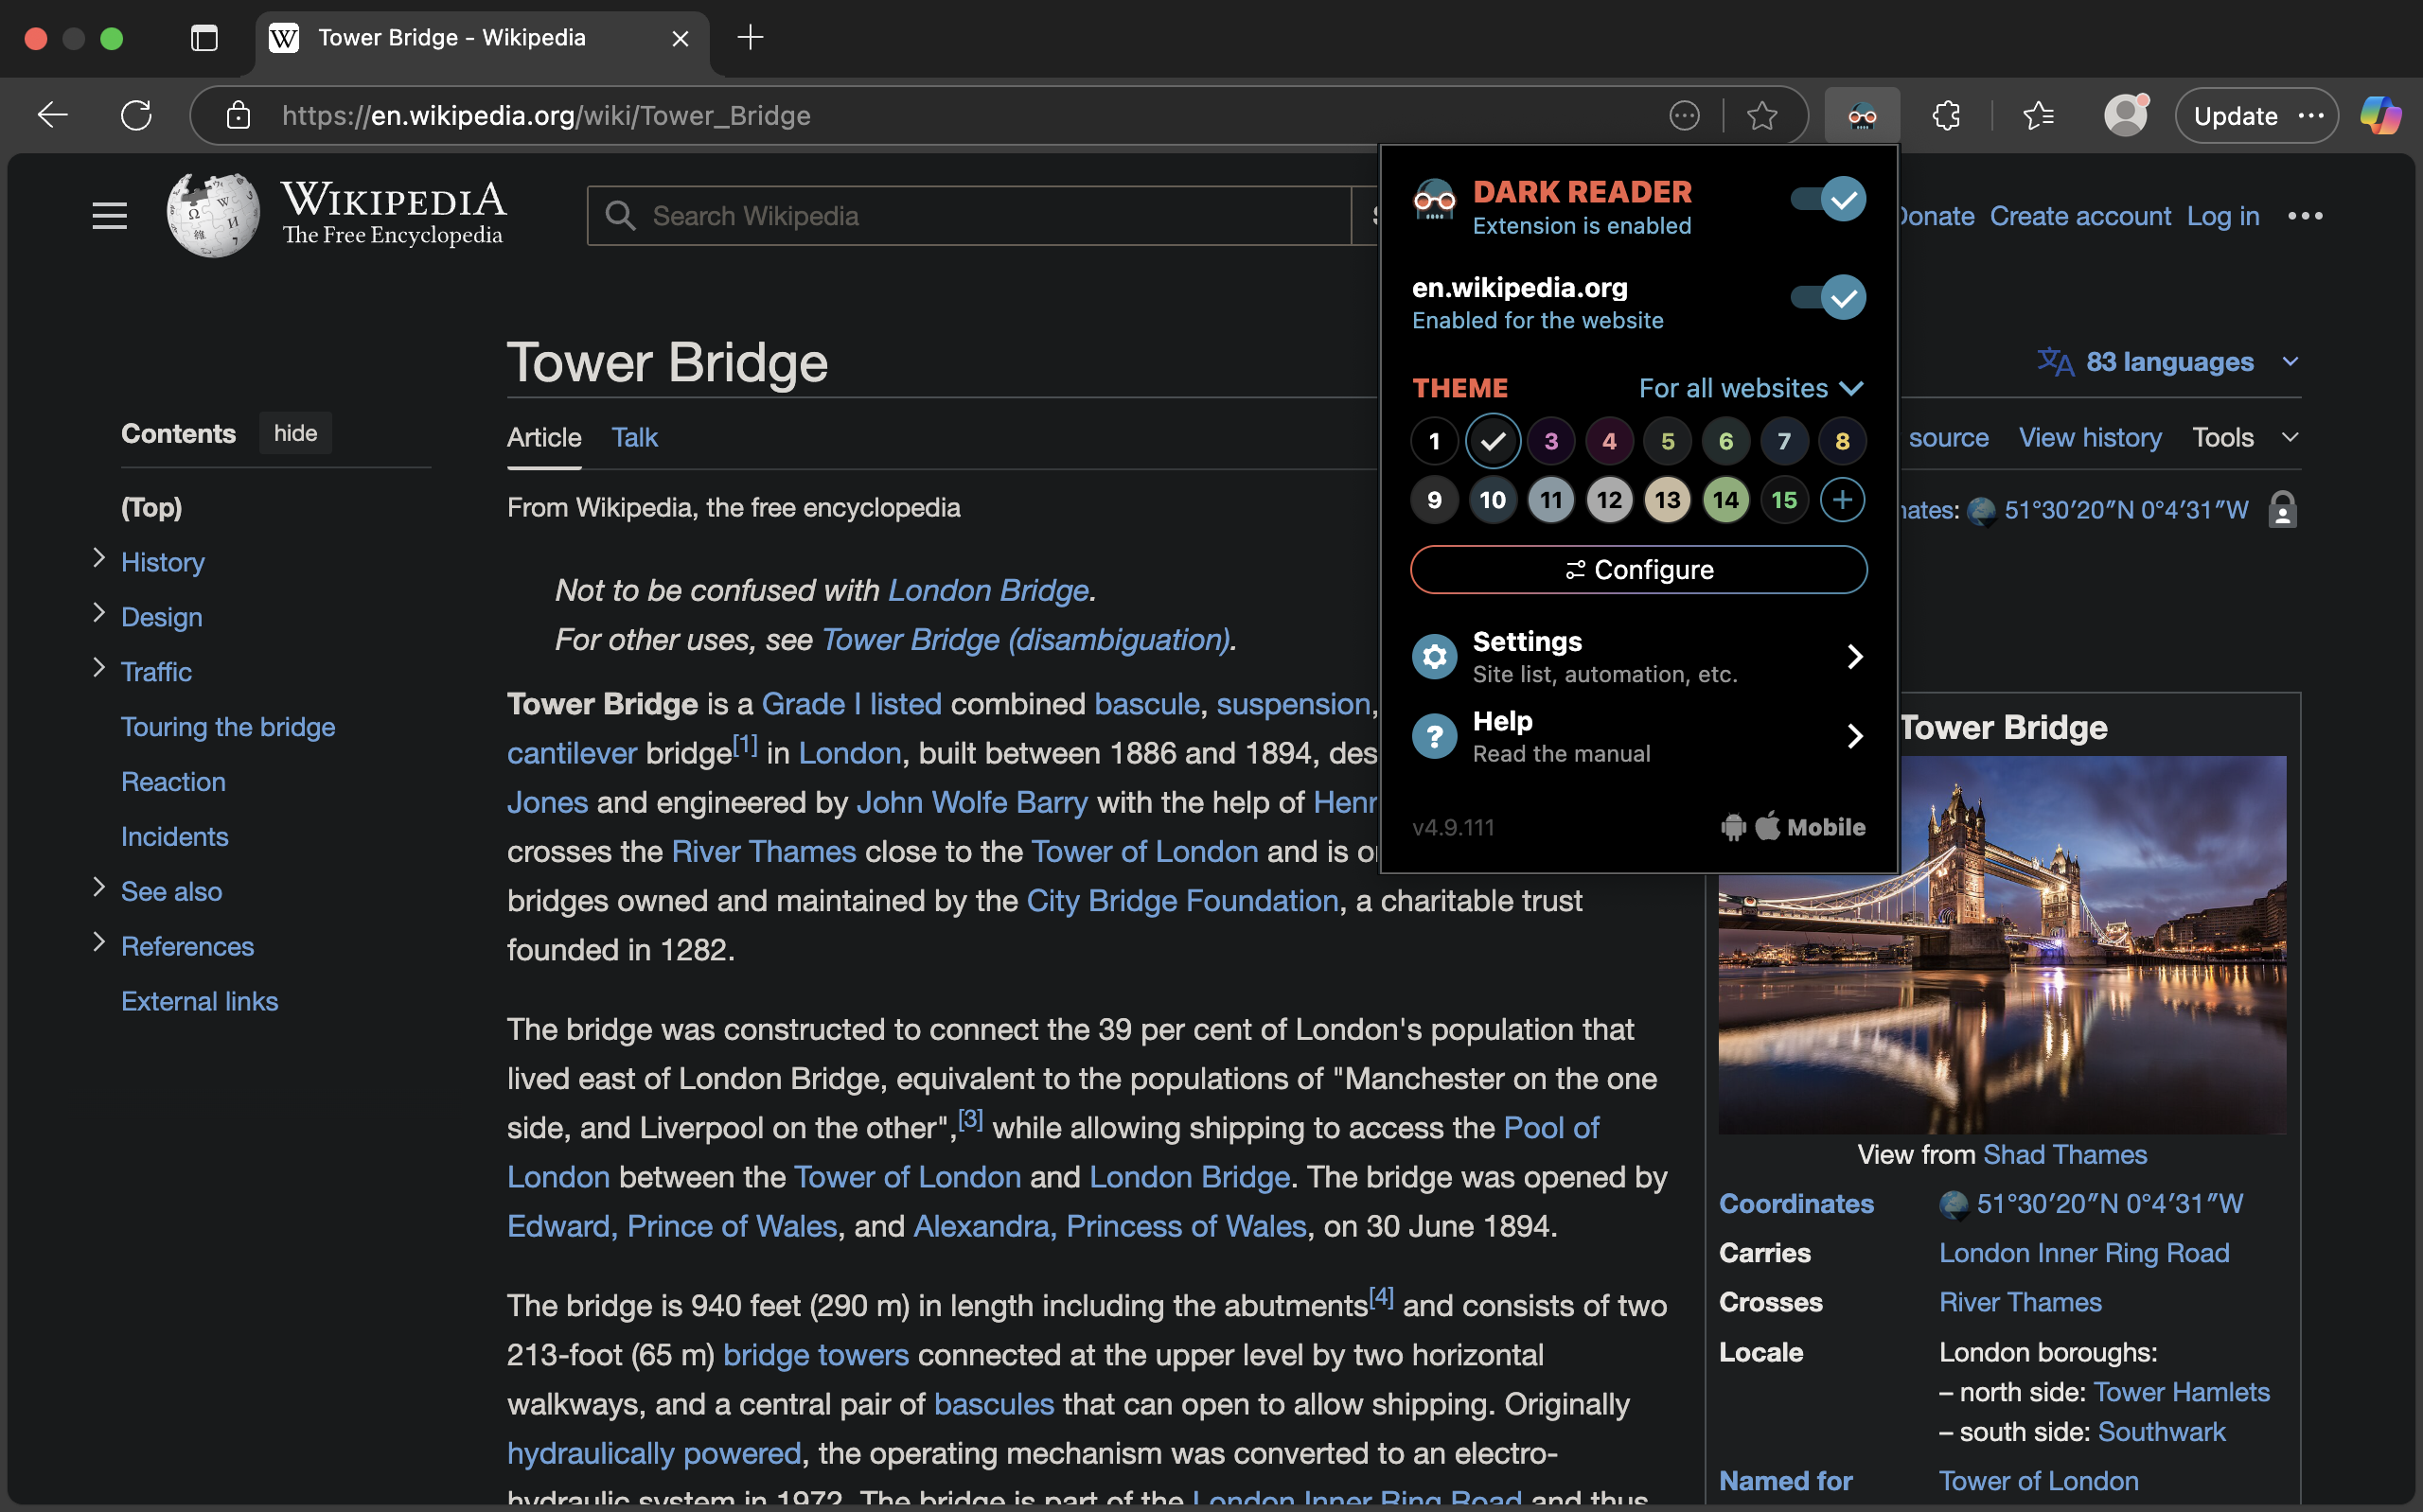 Tower Bridge - Wikipedia
https://en.wikipedia.org/wiki/Tower_Bridge
Update
WIKIPEDIA
The Free Encyclopedia
Search Wikipedia
Donate Create account Log in
DARK READER
Extension is enabled
en.wikipedia.org
Enabled for the website
THEME For all websites
1 3 4 5 6 7 8
9 10 11 12 13 14 15 +
Configure
Settings
Site list, automation, etc.
Help
Read the manual
v4.9.111 Mobile
Contents hide
(Top)
History
Design
Traffic
Touring the bridge
Reaction
Incidents
See also
References
External links
Tower Bridge
83 languages
Article Talk
source View history Tools
From Wikipedia, the free encyclopedia
51°30′20″N 0°4′31″W
Not to be confused with London Bridge.
For other uses, see Tower Bridge (disambiguation).
Tower Bridge is a Grade I listed combined bascule, suspension,
cantilever bridge[1] in London, built between 1886 and 1894, des
Jones and engineered by John Wolfe Barry with the help of Henr
crosses the River Thames close to the Tower of London and is
bridges owned and maintained by the City Bridge Foundation, a charitable trust
founded in 1282.
The bridge was constructed to connect the 39 per cent of London's population that
lived east of London Bridge, equivalent to the populations of "Manchester on the one
side, and Liverpool on the other",[3] while allowing shipping to access the Pool of
London between the Tower of London and London Bridge. The bridge was opened by
Edward, Prince of Wales, and Alexandra, Princess of Wales, on 30 June 1894.
The bridge is 940 feet (290 m) in length including the abutments[4] and consists of two
213-foot (65 m) bridge towers connected at the upper level by two horizontal
walkways, and a central pair of bascules that can open to allow shipping. Originally
hydraulically powered, the operating mechanism was converted to an electro-
hydraulic system in 1972. The bridge is part of the London Inner Ring Road and thus
Tower Bridge
View from Shad Thames
Coordinates 51°30′20″N 0°4′31″W
Carries London Inner Ring Road
Crosses River Thames
Locale London boroughs:
– north side: Tower Hamlets
– south side: Southwark
Named for Tower of London